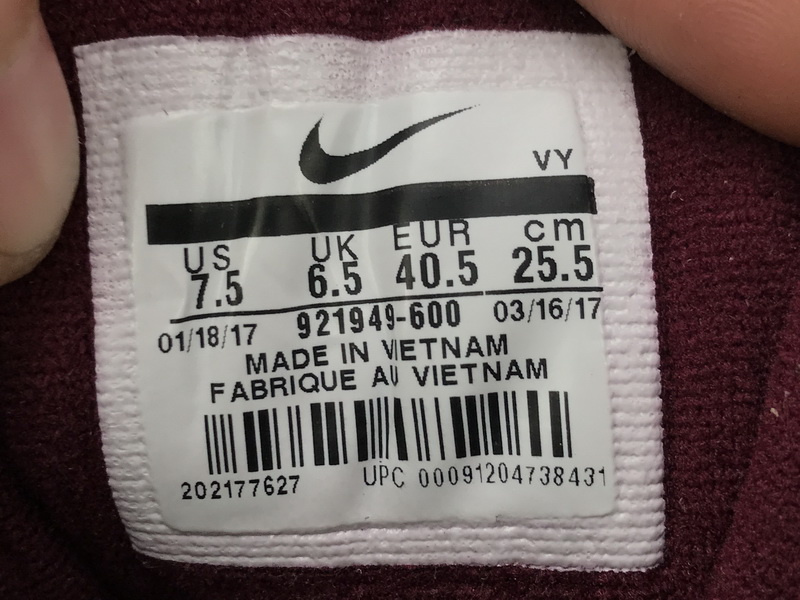 VY
US UK EUR cm
7.5 6.5 40.5 25.5
01/18/17 921949-600 03/16/17
MADE IN VIETNAM
FABRIQUE AU VIETNAM
202177627 UPC 00091204738431